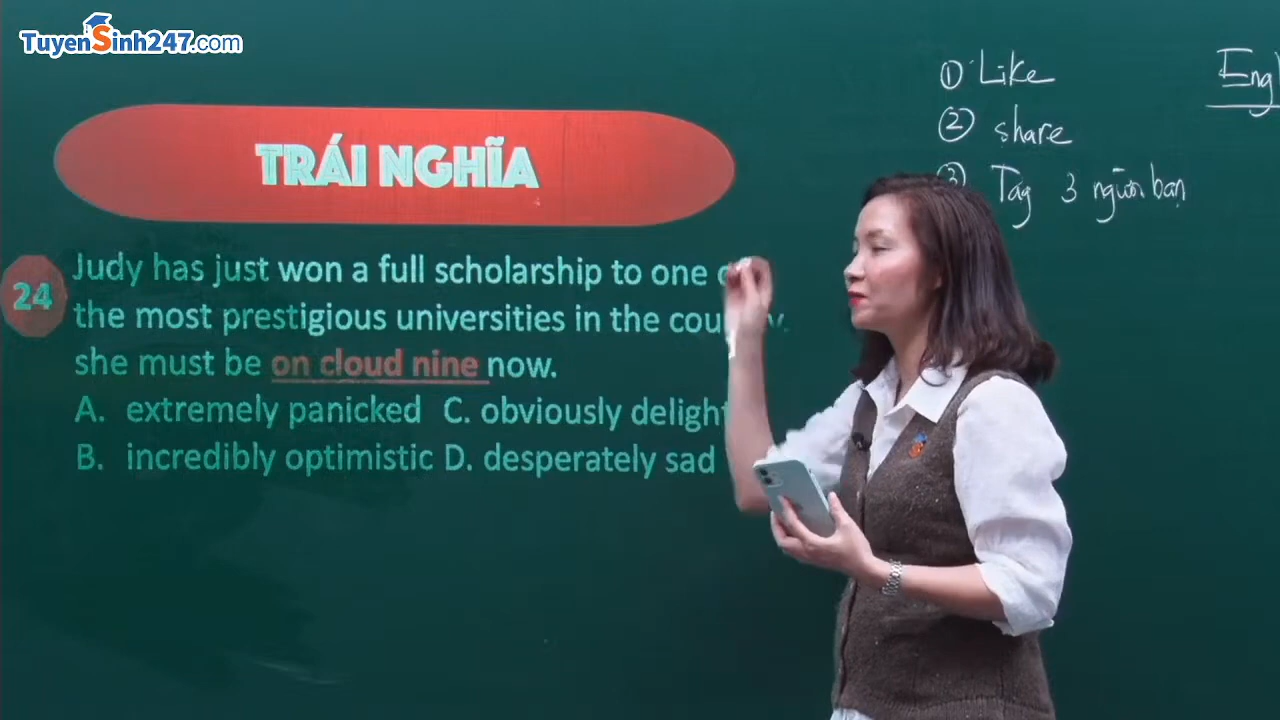 TuyenSinh247.com
① Like
② share
③ Tag 3 người bạn
TRÁI NGHĨA
24
Judy has just won a full scholarship to one
the most prestigious universities in the
she must be on cloud nine now.
A. extremely panicked C. obviously
B. incredibly optimistic D. desperately sad